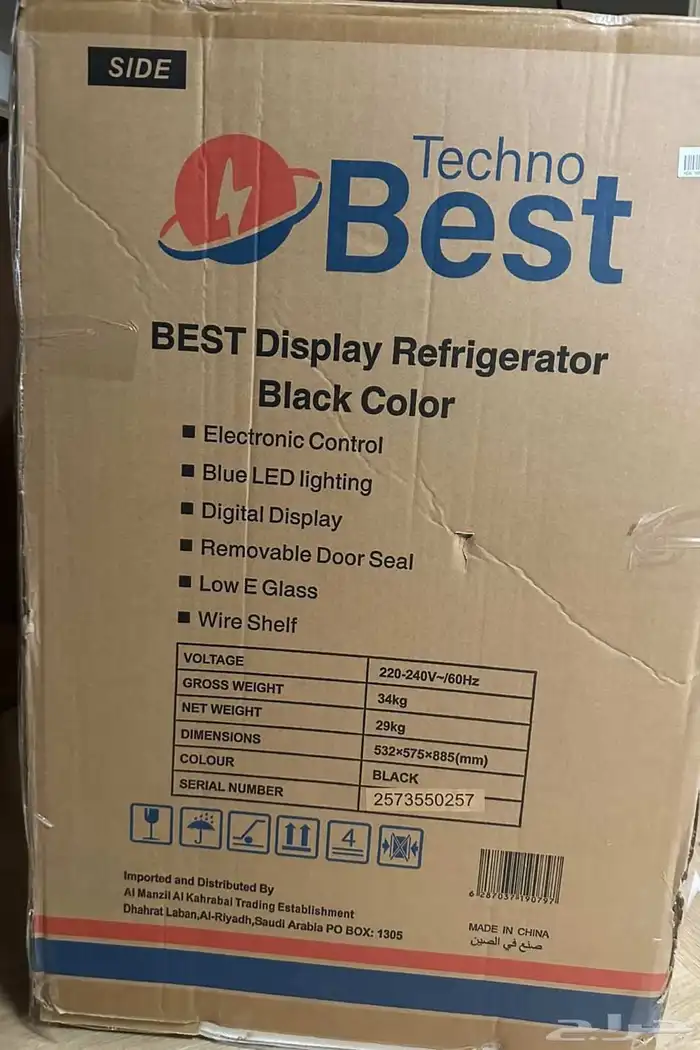 SIDE
Techno
Best
BEST Display Refrigerator
Black Color
Electronic Control
Blue LED lighting
Digital Display
Removable Door Seal
Low E Glass
Wire Shelf
VOLTAGE 220-240V~/60Hz
GROSS WEIGHT 34kg
NET WEIGHT 29kg
DIMENSIONS 532×575×885(mm)
COLOUR BLACK
SERIAL NUMBER 2573550257
4
Imported and Distributed By
Al Manzil Al Kahrabai Trading Establishment
Dhahrat Laban,Al-Riyadh,Saudi Arabia PO BOX: 1305
6 287037 190797
MADE IN CHINA
صنع في الصين
حراج